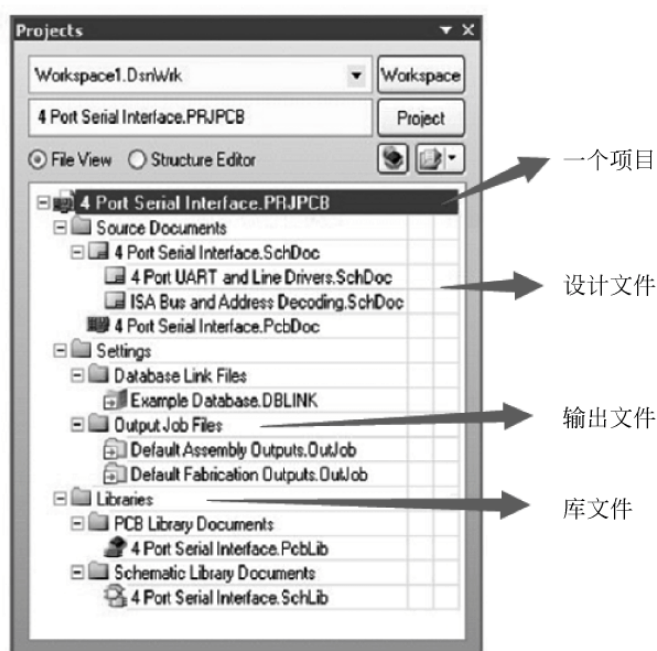 Projects
Workspace1.DsnWrk
Workspace
4 Port Serial Interface.PRJPCB
Project
File View
Structure Editor
一个项目
4 Port Serial Interface.PRJPCB
Source Documents
4 Port Serial Interface.SchDoc
4 Port UART and Line Drivers.SchDoc
设计文件
ISA Bus and Address Decoding.SchDoc
4 Port Serial Interface.PcbDoc
Settings
Database Link Files
Example Database.DBLINK
Output Job Files
输出文件
Default Assembly Outputs.OutJob
Default Fabrication Outputs.OutJob
Libraries
库文件
PCB Library Documents
4 Port Serial Interface.PcbLib
Schematic Library Documents
4 Port Serial Interface.SchLib